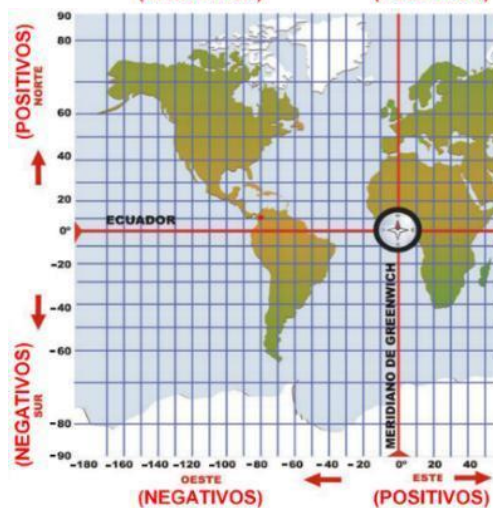 90
80
60
40
20
0°
-20
-40
-60
-80
-90
(POSITIVOS)
NORTE
(NEGATIVOS)
SUR
ECUADOR
MERIDIANO DE GREENWICH
-180 -160 -140 -120 -100 -80 -60 -40 -20 0° 20 40
OESTE
(NEGATIVOS)
ESTE
(POSITIVOS)